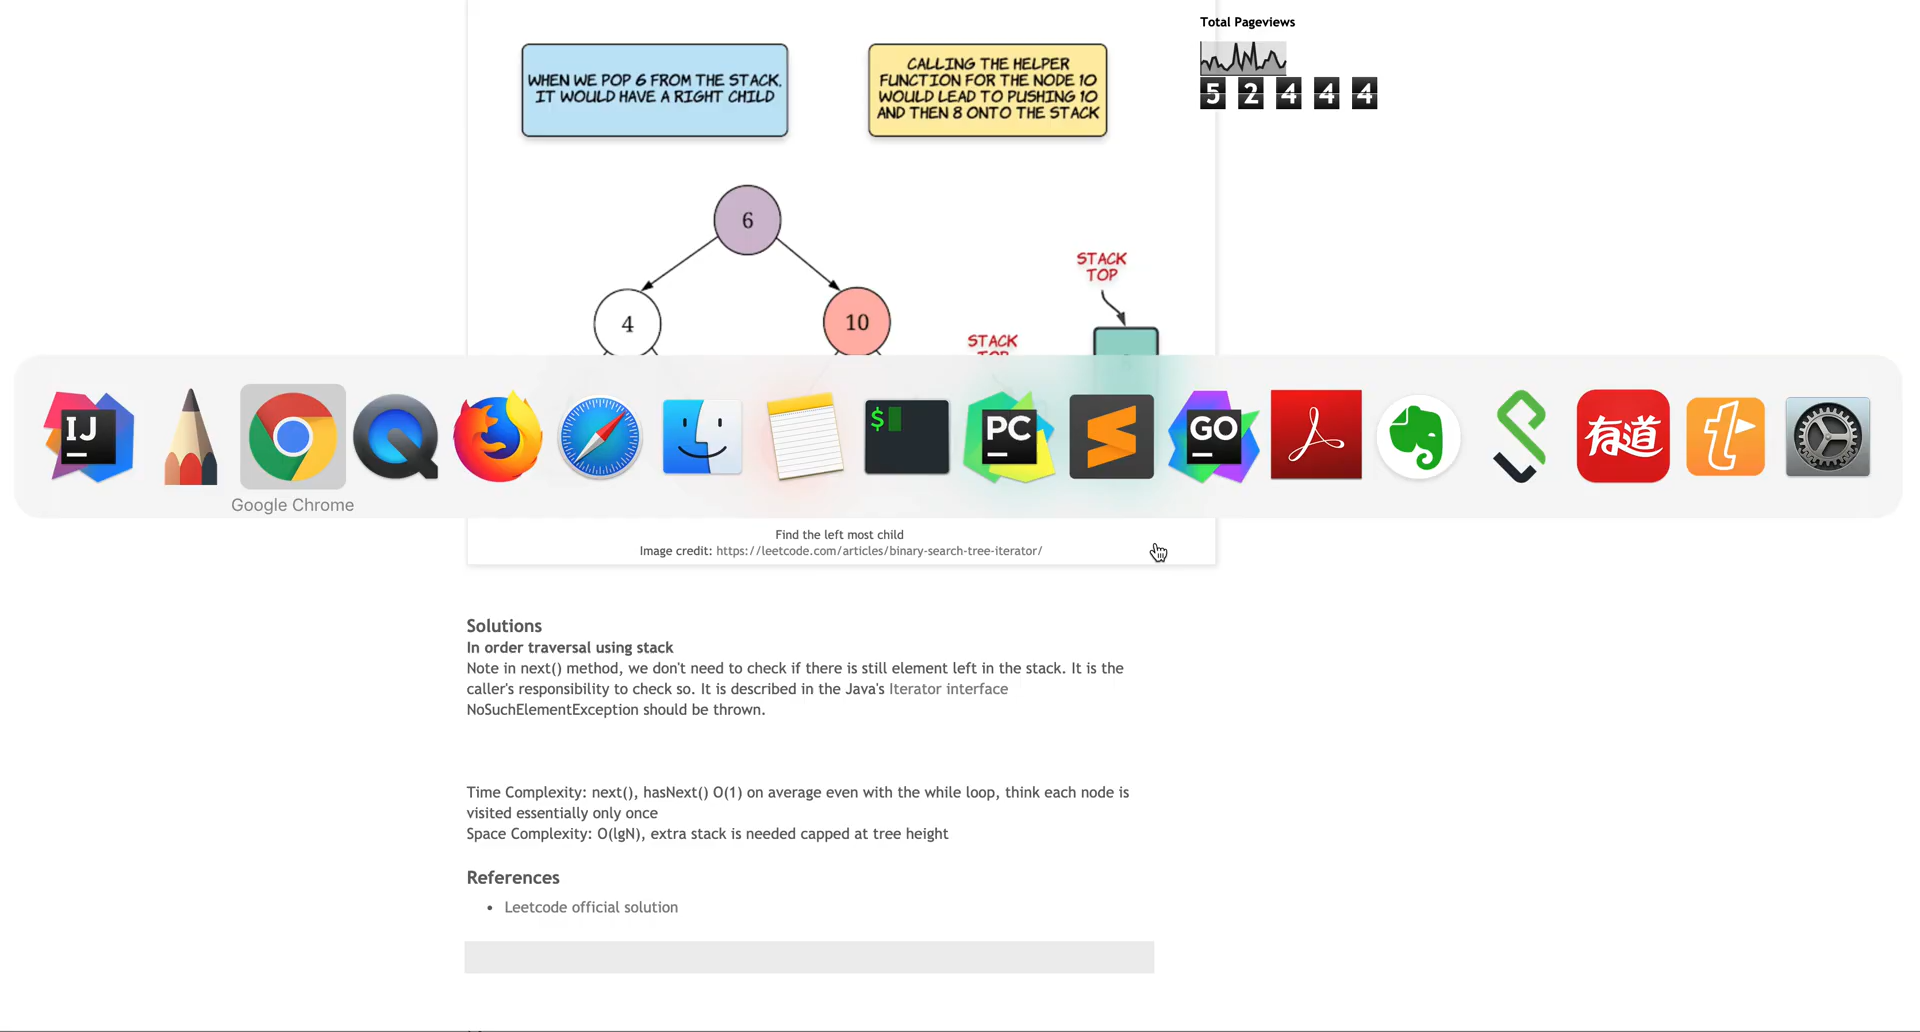 Total Pageviews
5 2 4 4 4
WHEN WE POP 6 FROM THE STACK,
IT WOULD HAVE A RIGHT CHILD
CALLING THE HELPER
FUNCTION FOR THE NODE 10
WOULD LEAD TO PUSHING 10
AND THEN 8 ONTO THE STACK
6
STACK
TOP
4
10
STACK
TOP
IJ
$
PC
GO
有道
t
Google Chrome
Find the left most child
Image credit: https://leetcode.com/articles/binary-search-tree-iterator/
Solutions
In order traversal using stack
Note in next() method, we don't need to check if there is still element left in the stack. It is the
caller's responsibility to check so. It is described in the Java's Iterator interface
NoSuchElementException should be thrown.
Time Complexity: next(), hasNext() O(1) on average even with the while loop, think each node is
visited essentially only once
Space Complexity: O(lgN), extra stack is needed capped at tree height
References
• Leetcode official solution